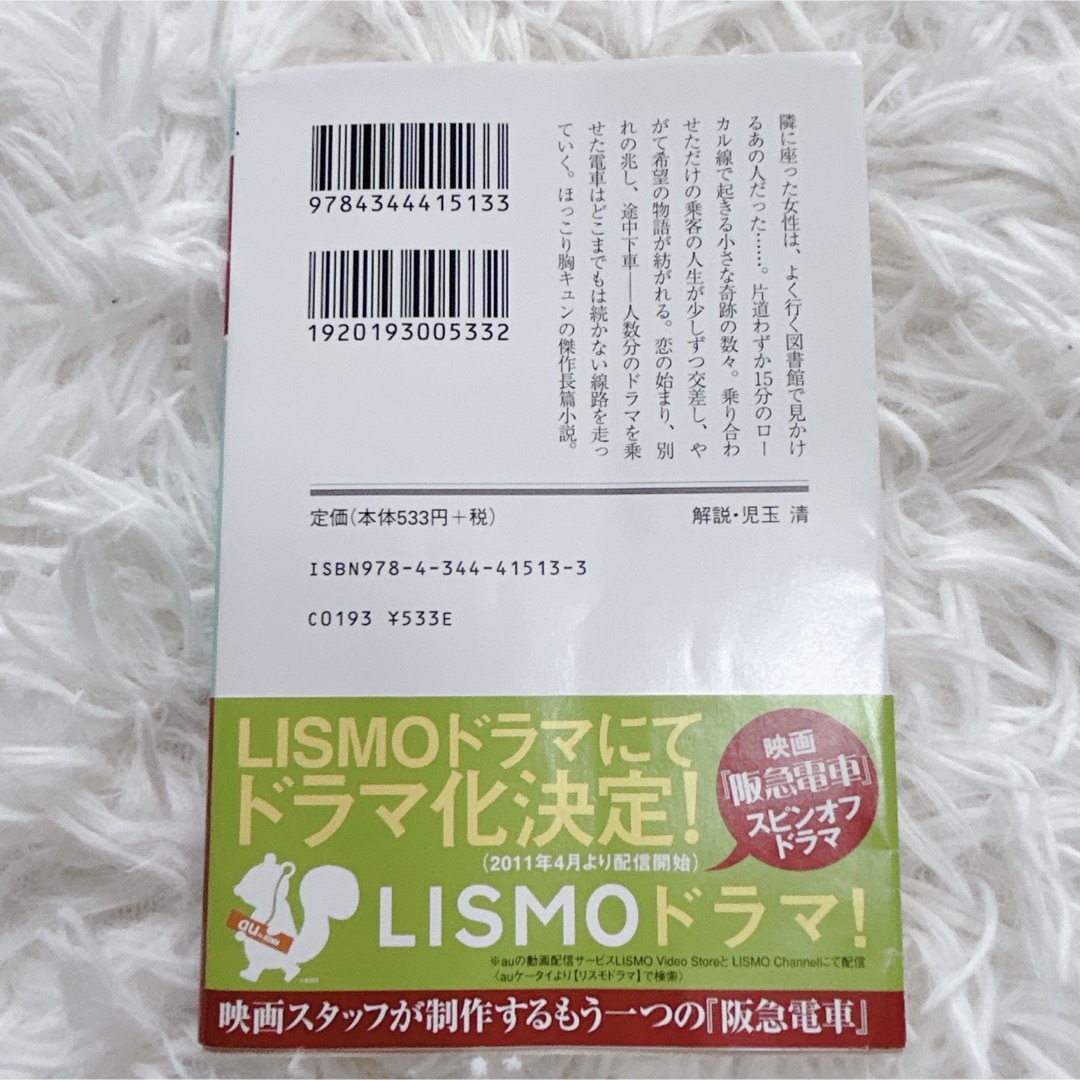 隣に座った女性は、よく行く図書館で見かけ
るあの人だった……。片道わずか15分のロー
カル線で起きる小さな奇跡の数々。乗り合わ
せただけの乗客の人生が少しずつ交差し、や
がて希望の物語が紡がれる。恋の始まり、別
れの兆し、途中下車――人数分のドラマを乗
せた電車はどこまでもは続かない線路を走っ
ていく。ほっこり胸キュンの傑作長篇小説。
9784344415133
1920193005332
定価(本体533円+税)
解説・児玉 清
ISBN978-4-344-41513-3
C0193 ¥533E
LISMOドラマにて
ドラマ化決定!
(2011年4月より配信開始)
映画
『阪急電車』
スピンオフ
ドラマ
au
LISMOドラマ!
※auの動画配信サービスLISMO Video StoreとLISMO Channelにて配信
(auケータイより【リスモドラマ】で検索)
映画スタッフが制作するもう一つの『阪急電車』